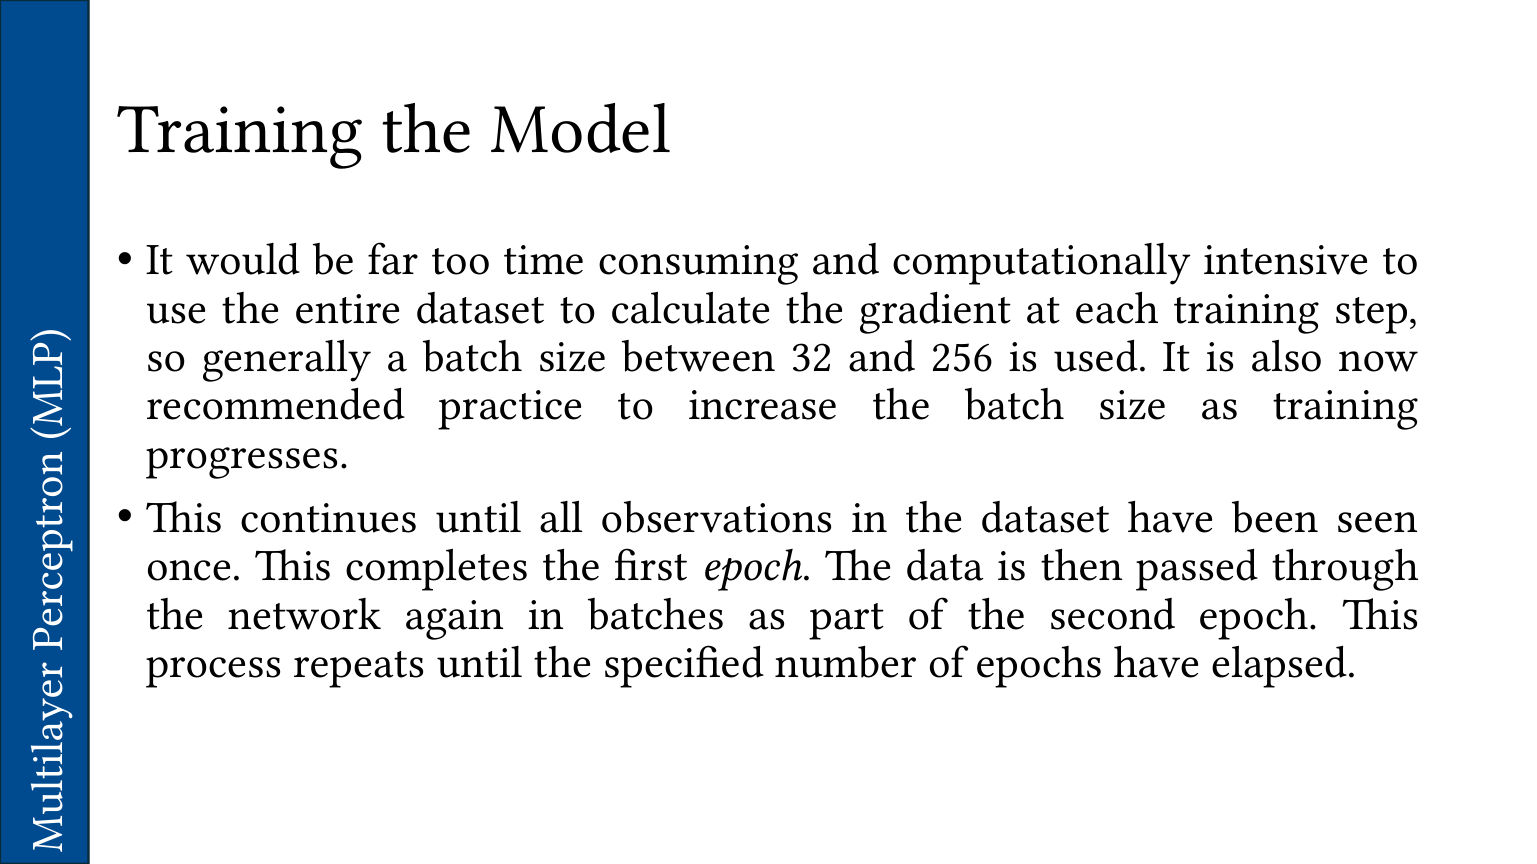 Multilayer Perceptron (MLP)
Training the Model
• It would be far too time consuming and computationally intensive to
use the entire dataset to calculate the gradient at each training step,
so generally a batch size between 32 and 256 is used. It is also now
recommended practice to increase the batch size as training
progresses.
• This continues until all observations in the dataset have been seen
once. This completes the first epoch. The data is then passed through
the network again in batches as part of the second epoch. This
process repeats until the specified number of epochs have elapsed.